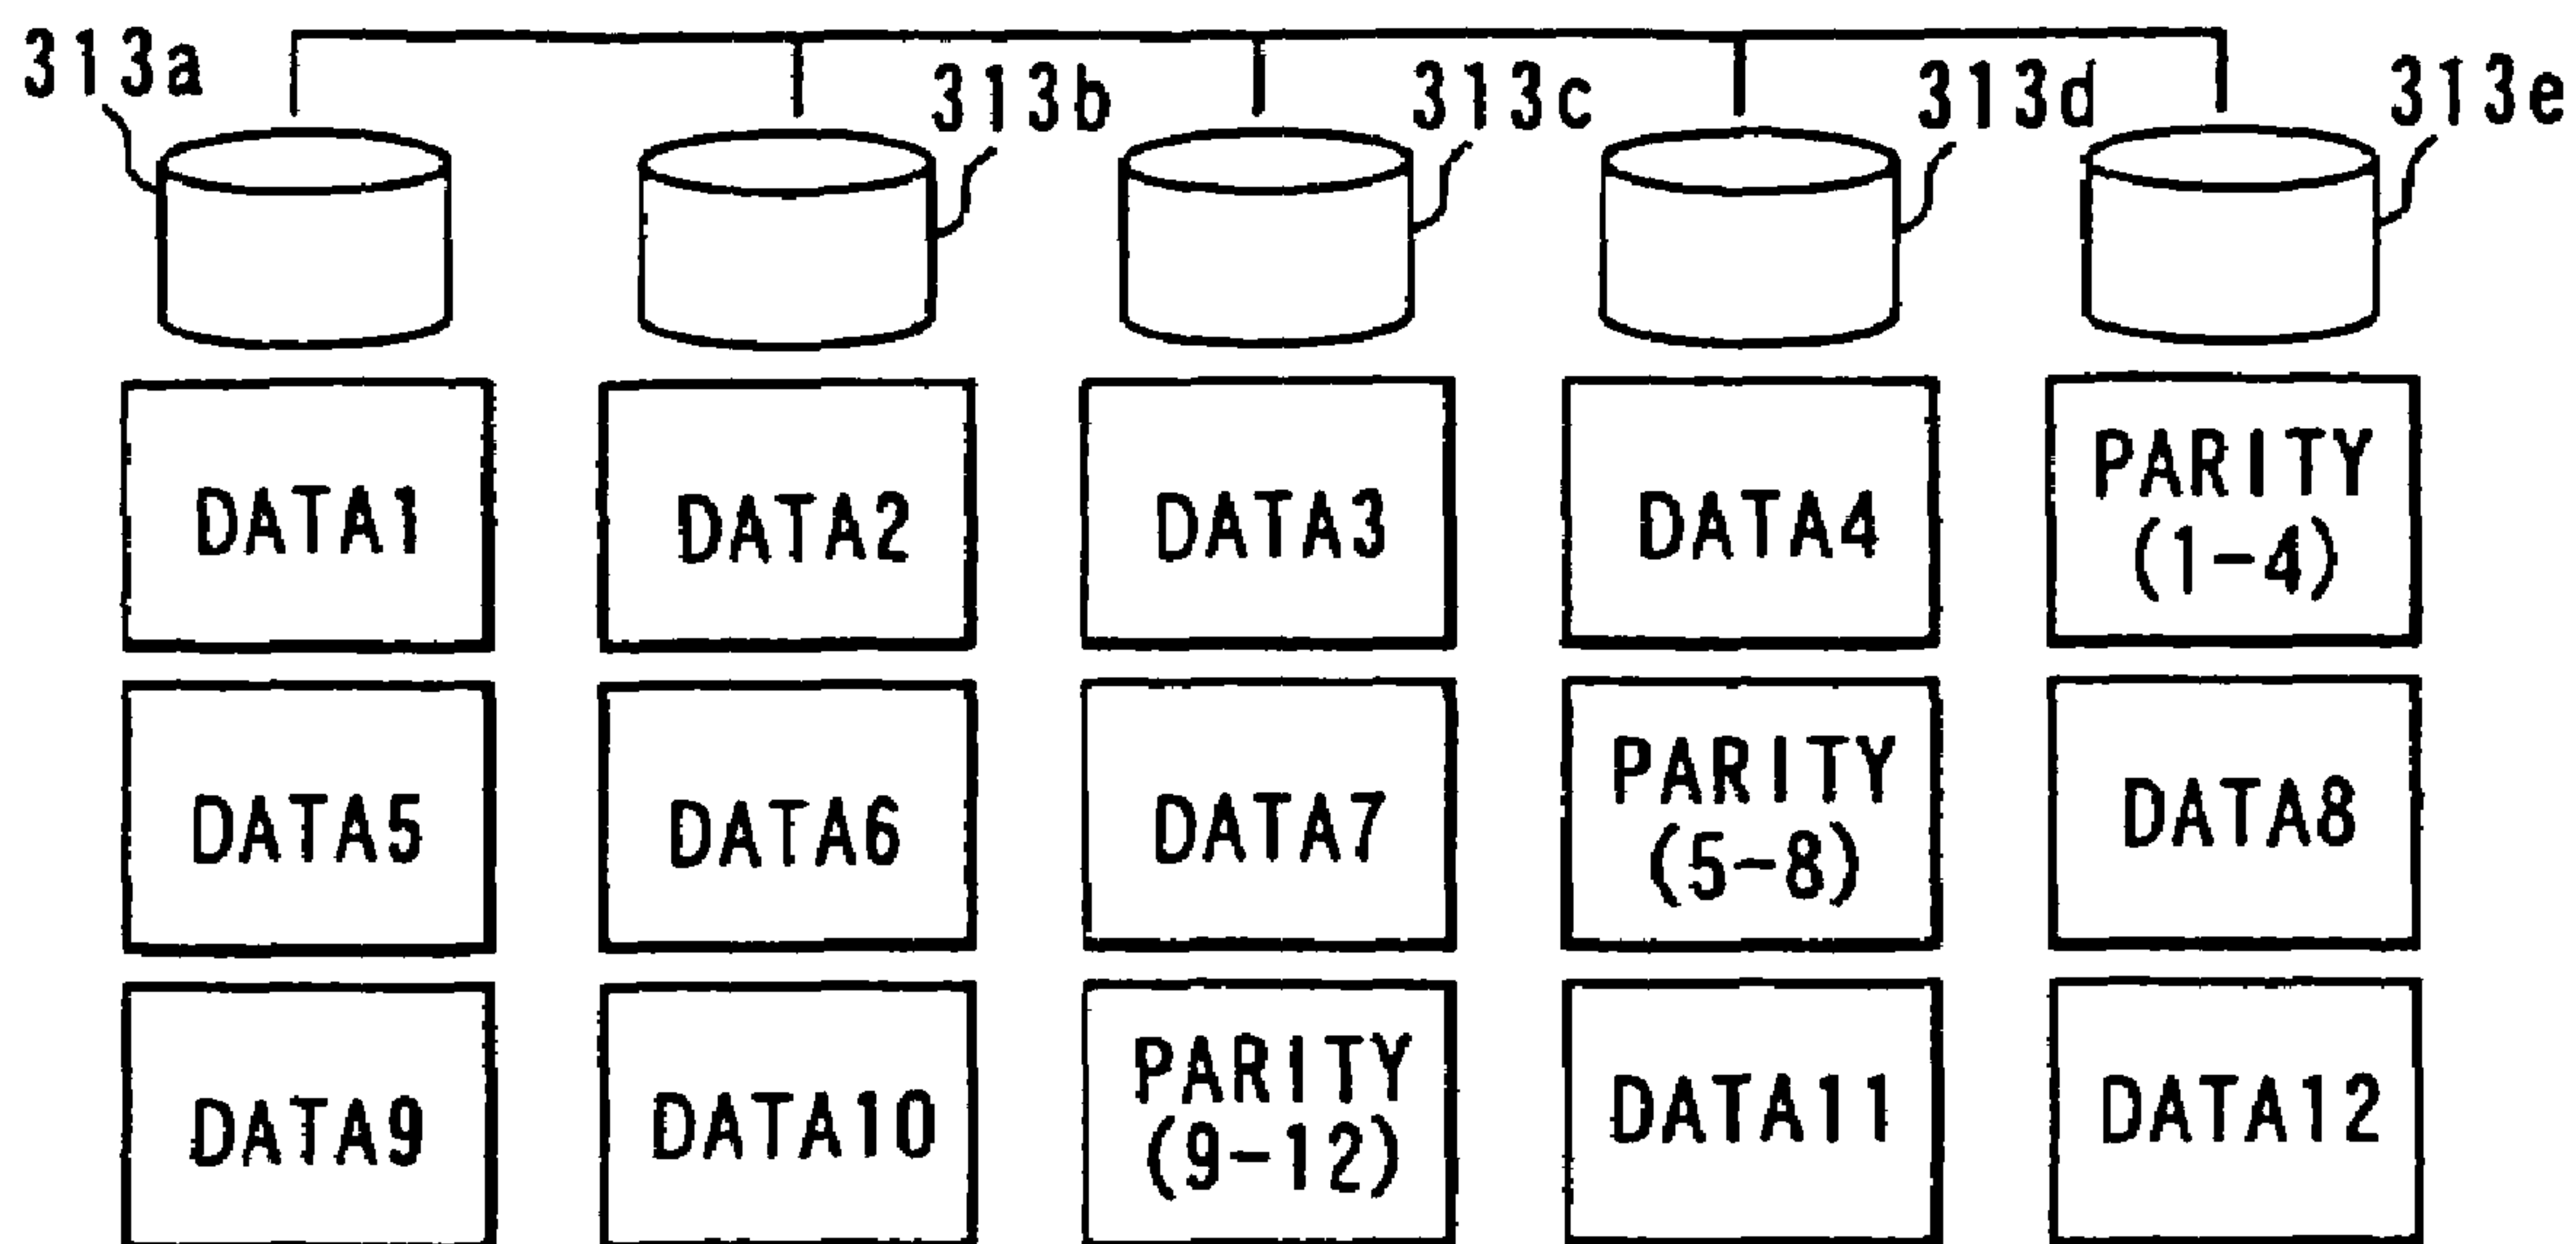 313a
313b
313c
313d
313e
DATA1
DATA2
DATA3
DATA4
PARITY
(1-4)
DATA5
DATA6
DATA7
PARITY
(5-8)
DATA8
DATA9
DATA10
PARITY
(9-12)
DATA11
DATA12